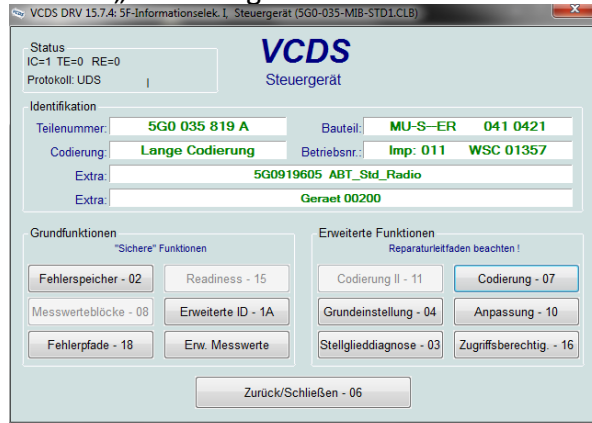 VCDS DRV 15.7.4: 5F-Informationselek. I, Steuergerät (5G0-035-MIB-STD1.CLB)
Status
IC=1 TE=0 RE=0
Protokoll: UDS
VCDS
Steuergerät
Identifikation
Teilenummer: 5G0 035 819 A Bauteil: MU-S--ER 041 0421
Codierung: Lange Codierung Betriebsnr.: Imp: 011 WSC 01357
Extra: 5G0919605 ABT_Std_Radio
Extra: Geraet 00200
Grundfunktionen
"Sichere" Funktionen
Erweiterte Funktionen
Reparaturleitfaden beachten !
Fehlerspeicher - 02 Readiness - 15 Codierung II - 11 Codierung - 07
Messwerteblöcke - 08 Erweiterte ID - 1A Grundeinstellung - 04 Anpassung - 10
Fehlerpfade - 18 Erw. Messwerte Stellglieddiagnose - 03 Zugriffsberechtig. - 16
Zurück/Schließen - 06